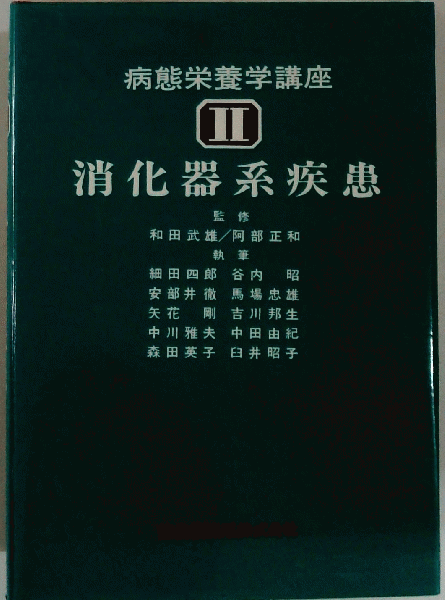 病態栄養学講座
II
消化器系疾患
監修
和田武雄/阿部正和
執筆
細田四郎 谷内昭
安部井徹 馬場忠雄
矢花剛 吉川邦生
中川雅夫 中田由紀
森田英子 臼井昭子